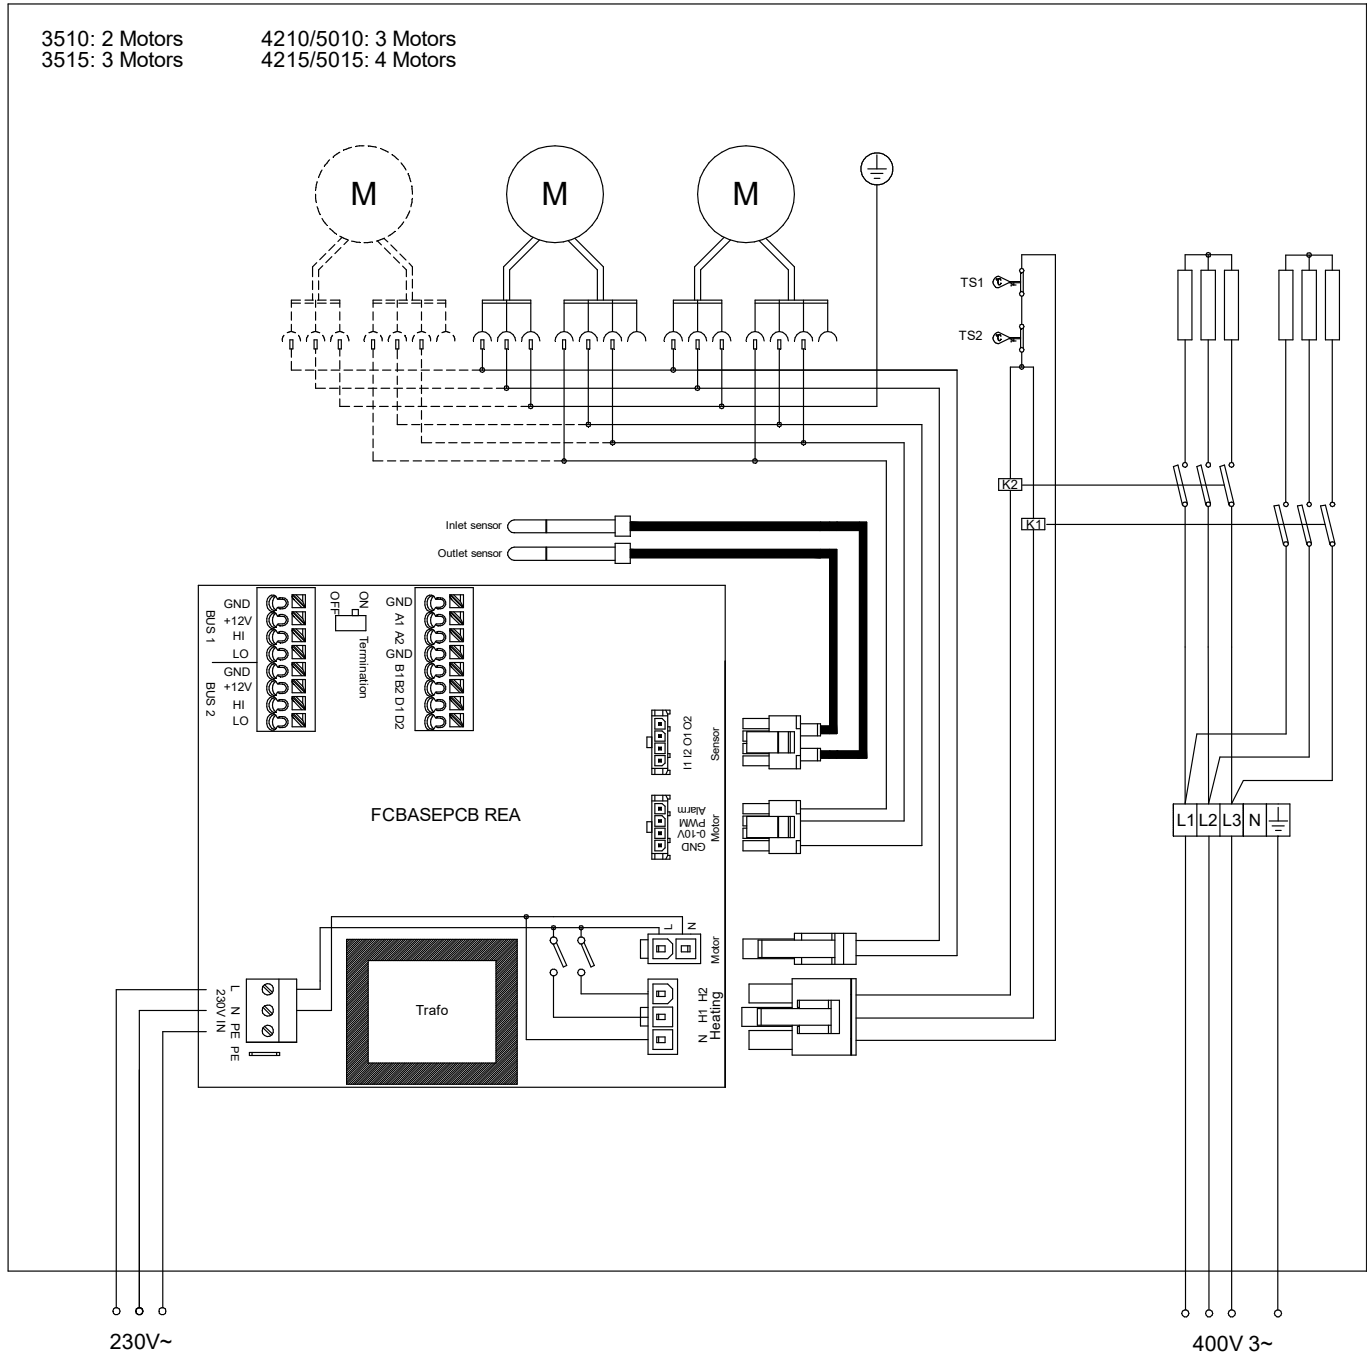 3510: 2 Motors 4210/5010: 3 Motors
3515: 3 Motors 4215/5015: 4 Motors
M M M
TS1
TS2
K2
K1
Inlet sensor
Outlet sensor
BUS 1
GND
+12V
HI
LO
BUS 2
GND
+12V
HI
LO
ON
OFF
Termination
GND
A1
A2
GND
B1
B2
D1
D2
I1 I2 O1 O2
Sensor
FCBASEPCB REA
Alarm
PWM
0-10V
GND
Motor
L1 L2 L3 N
L N
Motor
Trafo
L
N
PE
230V IN
PE
N H1 H2
Heating
230V~
400V 3~